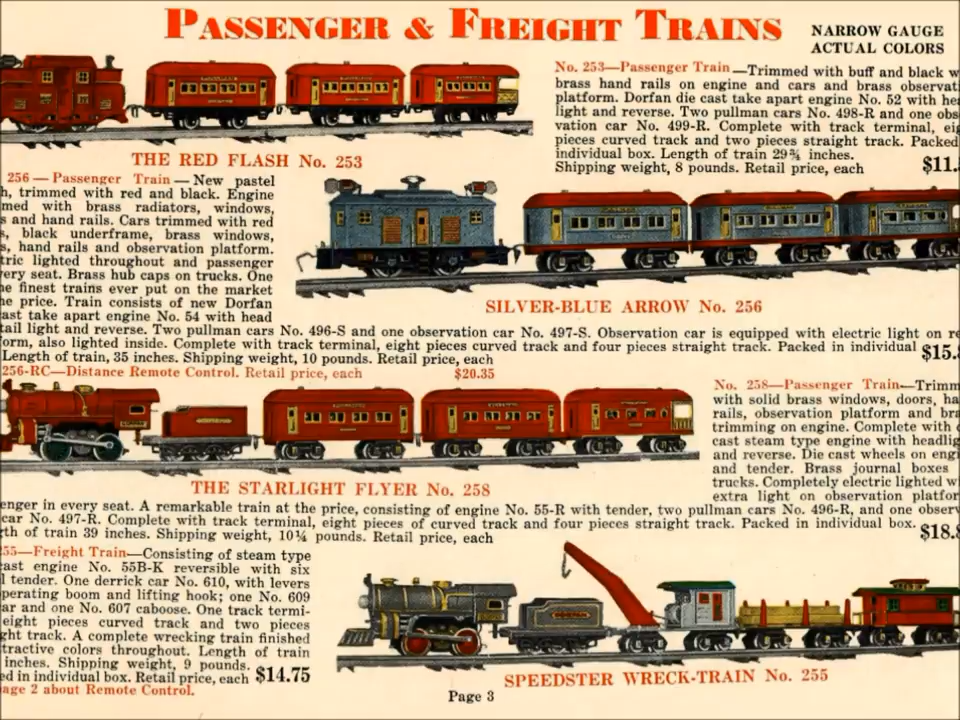 PASSENGER & FREIGHT TRAINS
NARROW GAUGE
ACTUAL COLORS
No. 253—Passenger Train—Trimmed with buff and black w
brass hand rails on engine and cars and brass observati
platform. Dorfan die cast take apart engine No. 52 with hea
light and reverse. Two pullman cars No. 498-R and one obs
vation car No. 499-R. Complete with track terminal, eig
pieces curved track and two pieces straight track. Packed
individual box. Length of train 29¾ inches.
Shipping weight, 8 pounds. Retail price, each $11.
THE RED FLASH No. 253
256—Passenger Train—New pastel
h, trimmed with red and black. Engine
med with brass radiators, windows,
s and hand rails. Cars trimmed with red
s, black underframe, brass windows,
s, hand rails and observation platform.
tric lighted throughout and passenger
very seat. Brass hub caps on trucks. One
he finest trains ever put on the market
he price. Train consists of new Dorfan
ast take apart engine No. 54 with head
tail light and reverse. Two pullman cars No. 496-S and one observation car No. 497-S. Observation car is equipped with electric light on re
form, also lighted inside. Complete with track terminal, eight pieces curved track and four pieces straight track. Packed in individual $15.
Length of train, 35 inches. Shipping weight, 10 pounds. Retail price, each
256-RC—Distance Remote Control. Retail price, each $20.35
SILVER-BLUE ARROW No. 256
No. 258—Passenger Train—Trimm
with solid brass windows, doors, ha
rails, observation platform and bra
trimming on engine. Complete with
cast steam type engine with headlig
and reverse. Die cast wheels on engi
and tender. Brass journal boxes
trucks. Completely electric lighted w
extra light on observation platfor
THE STARLIGHT FLYER No. 258
enger in every seat. A remarkable train at the price, consisting of engine No. 55-R with tender, two pullman cars No. 496-R, and one observ
car No. 497-R. Complete with track terminal, eight pieces of curved track and four pieces straight track. Packed in individual box.
gth of train 39 inches. Shipping weight, 10¼ pounds. Retail price, each $18.
55—Freight Train—Consisting of steam type
cast engine No. 55B-K reversible with six
l tender. One derrick car No. 610, with levers
perating boom and lifting hook; one No. 609
ar and one No. 607 caboose. One track termi-
eight pieces curved track and two pieces
ght track. A complete wrecking train finished
tractive colors throughout. Length of train
inches. Shipping weight, 9 pounds.
ed in individual box. Retail price, each $14.75
age 2 about Remote Control.
SPEEDSTER WRECK-TRAIN No. 255
Page 3